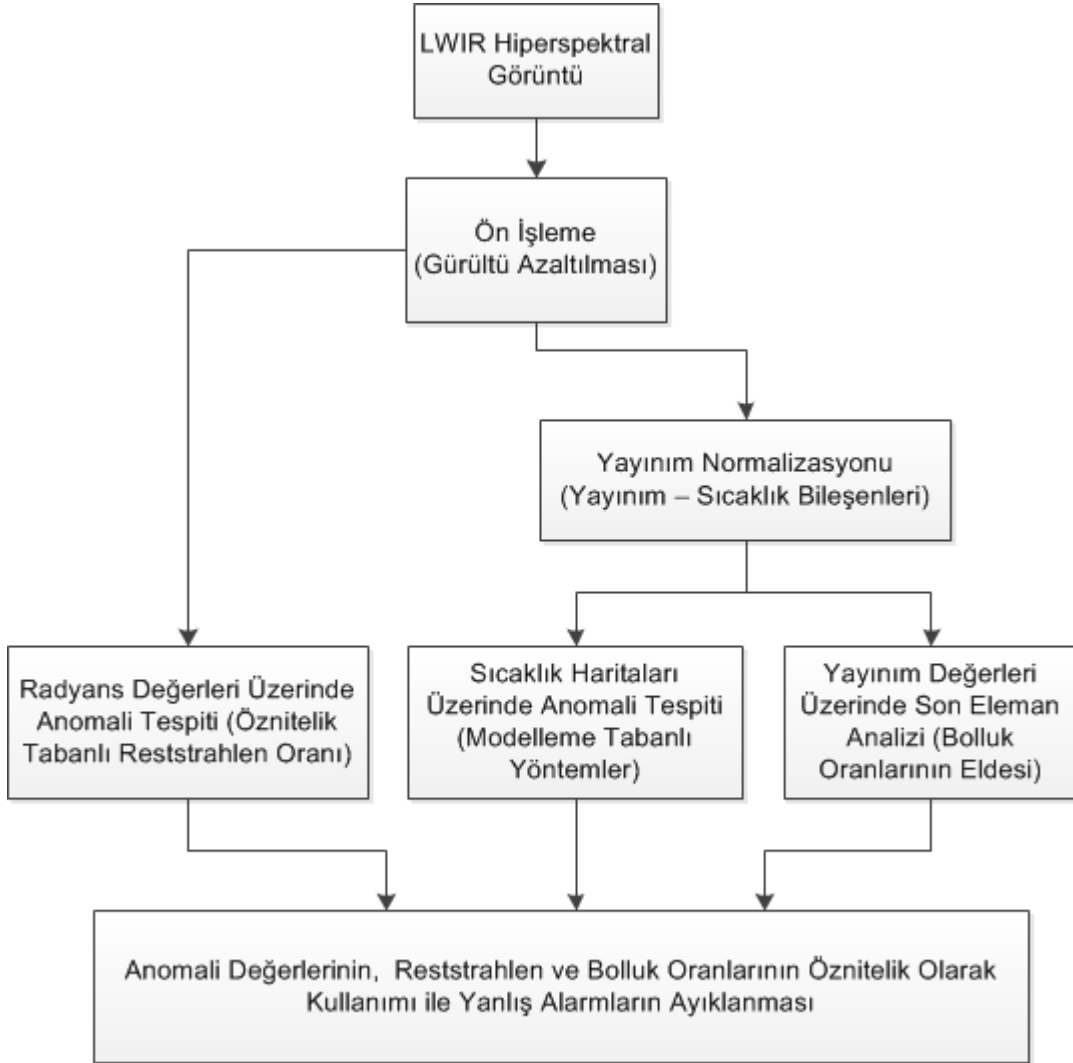 LWIR Hiperspektral
Görüntü
Ön İşleme
(Gürültü Azaltılması)
Yayınım Normalizasyonu
(Yayınım – Sıcaklık Bileşenleri)
Radyans Değerleri Üzerinde
Anomali Tespiti (Öznitelik
Tabanlı Reststrahlen Oranı)
Sıcaklık Haritaları
Üzerinde Anomali Tespiti
(Modelleme Tabanlı
Yöntemler)
Yayınım Değerleri
Üzerinde Son Eleman
Analizi (Bolluk
Oranlarının Eldesi)
Anomali Değerlerinin, Reststrahlen ve Bolluk Oranlarının Öznitelik Olarak
Kullanımı ile Yanlış Alarmların Ayıklanması